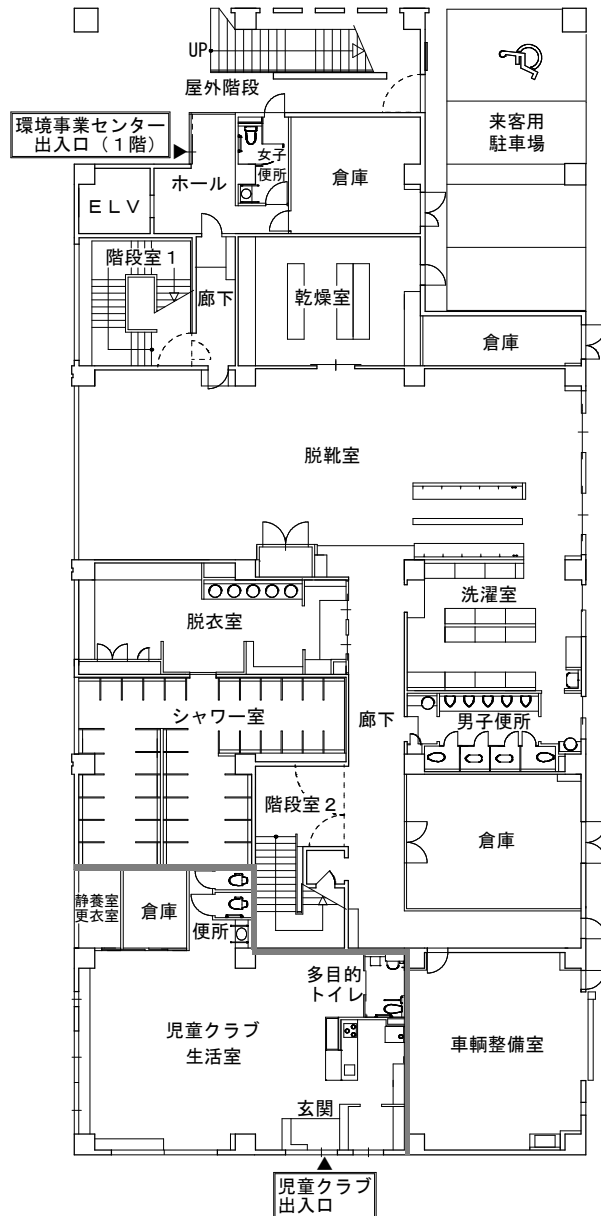 UP
屋外階段
環境事業センター
出入口（1階）
来客用
駐車場
女子
便所
ホール
倉庫
ＥＬＶ
階段室１
廊下
乾燥室
倉庫
脱靴室
洗濯室
脱衣室
シャワー室
廊下
男子便所
階段室２
倉庫
静養室
更衣室
倉庫
便所
多目的
トイレ
児童クラブ
生活室
車輌整備室
玄関
児童クラブ
出入口